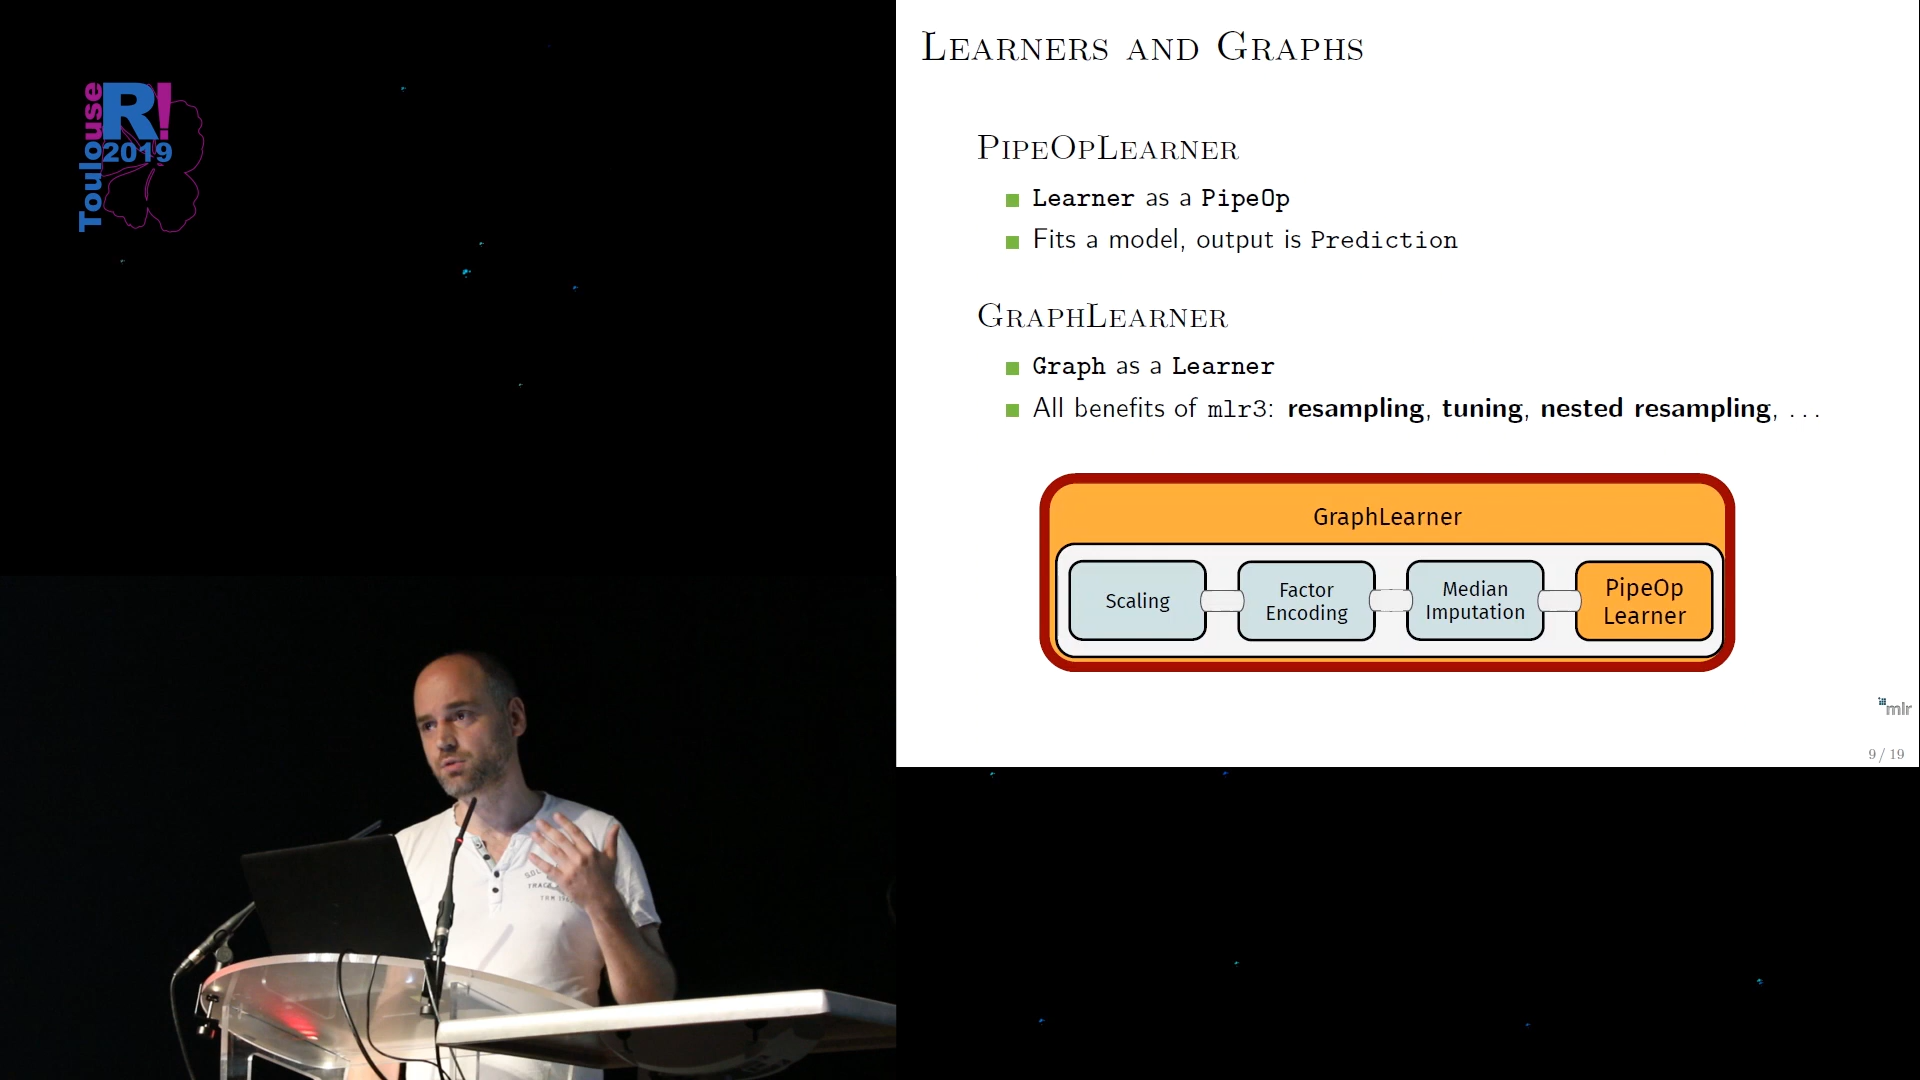 Toulouse
R!
2019
LEARNERS AND GRAPHS
PIPEOPLEARNER
Learner as a PipeOp
Fits a model, output is Prediction
GRAPHLEARNER
Graph as a Learner
All benefits of mlr3: resampling, tuning, nested resampling, ...
GraphLearner
Scaling
Factor
Encoding
Median
Imputation
PipeOp
Learner
mlr
9 / 19
TRACK